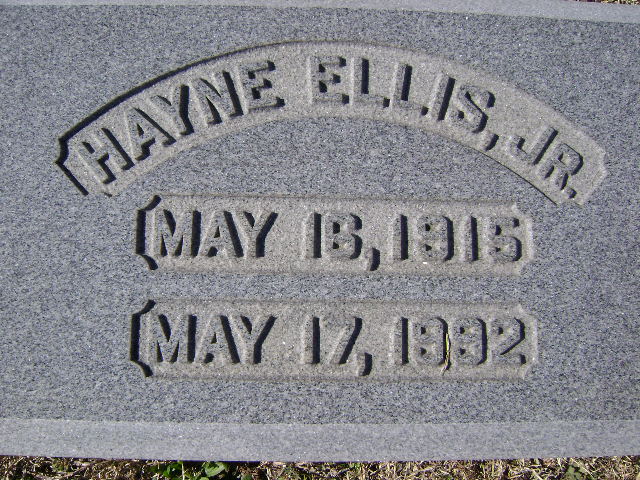 HAYNE ELLIS, JR.
MAY 16, 1915
MAY 17, 1992